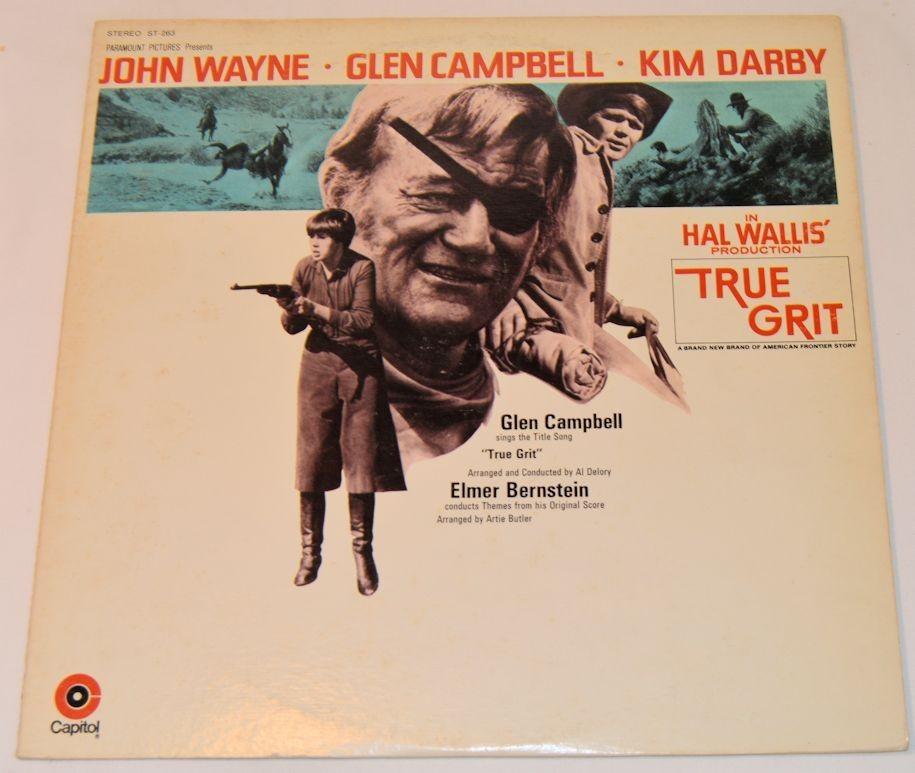 STEREO ST-263
PARAMOUNT PICTURES Presents
JOHN WAYNE · GLEN CAMPBELL · KIM DARBY
IN
HAL WALLIS'
PRODUCTION
TRUE
GRIT
A BRAND NEW BRAND OF AMERICAN FRONTIER STORY
Glen Campbell
sings the Title Song
"True Grit"
Arranged and Conducted by Al Delory
Elmer Bernstein
conducts Themes from his Original Score
Arranged by Artie Butler
Capitol
®